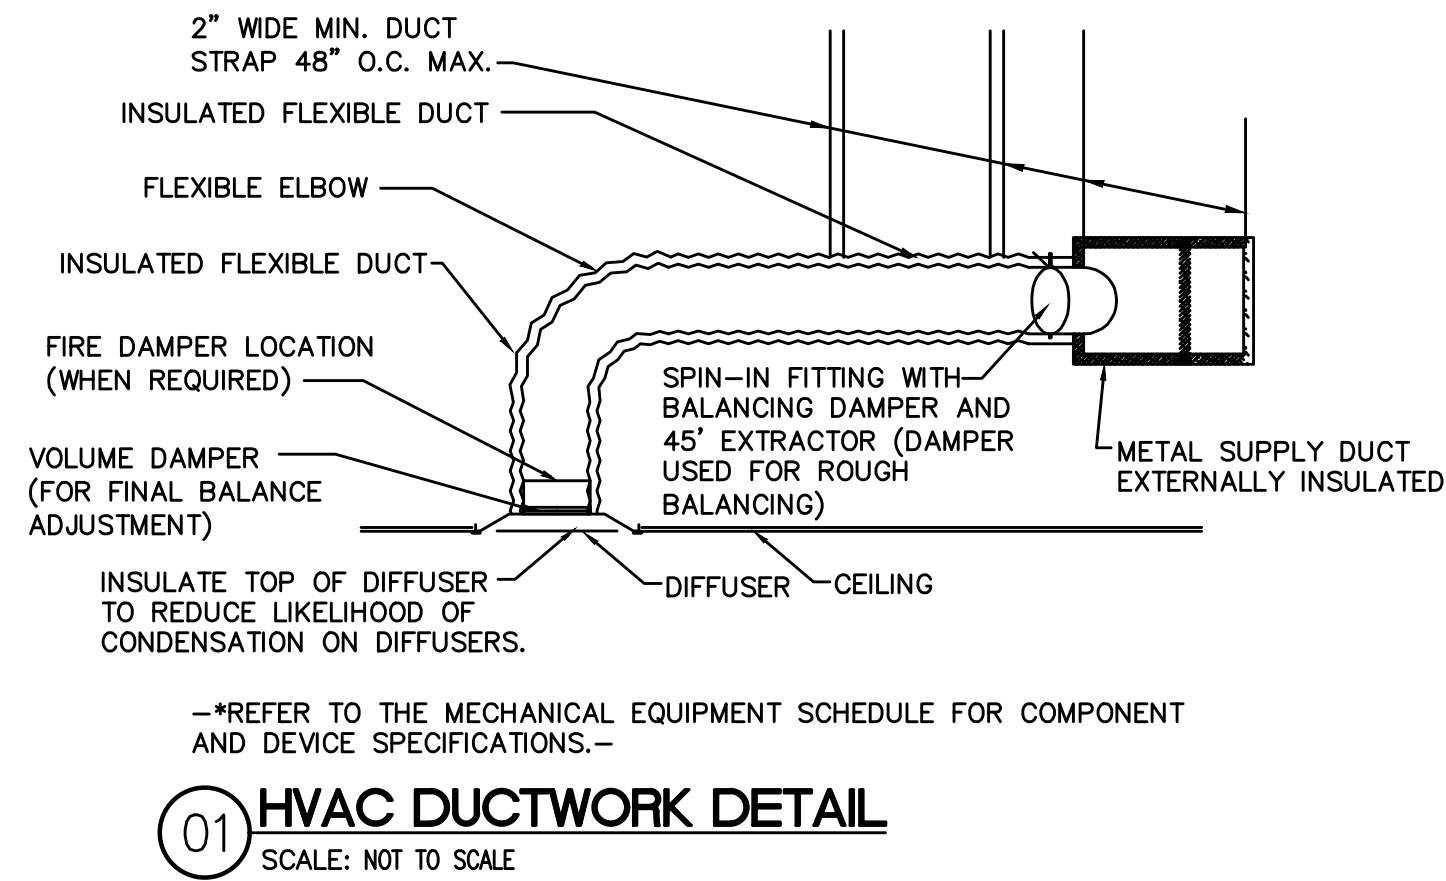 2” WIDE MIN. DUCT
STRAP 48” O.C. MAX.
INSULATED FLEXIBLE DUCT
FLEXIBLE ELBOW
INSULATED FLEXIBLE DUCT
FIRE DAMPER LOCATION
(WHEN REQUIRED)
VOLUME DAMPER
(FOR FINAL BALANCE
ADJUSTMENT)
SPIN-IN FITTING WITH
BALANCING DAMPER AND
45’ EXTRACTOR (DAMPER
USED FOR ROUGH
BALANCING)
METAL SUPPLY DUCT
EXTERNALLY INSULATED
INSULATE TOP OF DIFFUSER
TO REDUCE LIKELIHOOD OF
CONDENSATION ON DIFFUSERS.
DIFFUSER
CEILING
-*REFER TO THE MECHANICAL EQUIPMENT SCHEDULE FOR COMPONENT
AND DEVICE SPECIFICATIONS.-
01 HVAC DUCTWORK DETAIL
SCALE: NOT TO SCALE